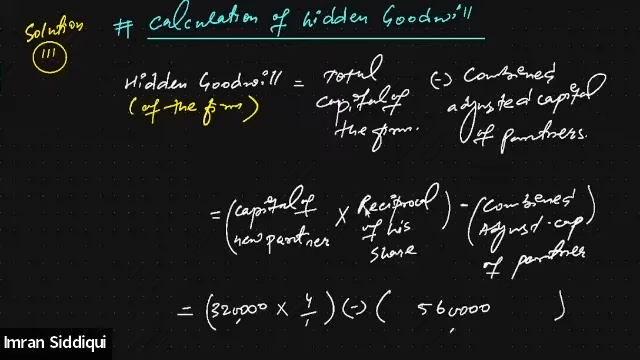 Solution
(111)
# Calculation of Hidden Goodwill
Hidden Goodwill = Total (-) Combined
(of the firm) capital of adjusted capital
the firm. of partners.
= (capital of × Reciprocal) - (Combined
new partner of his Adjust. cap)
share of partner
= (320000 × 4/1) (-) ( 560000 )
Imran Siddiqui